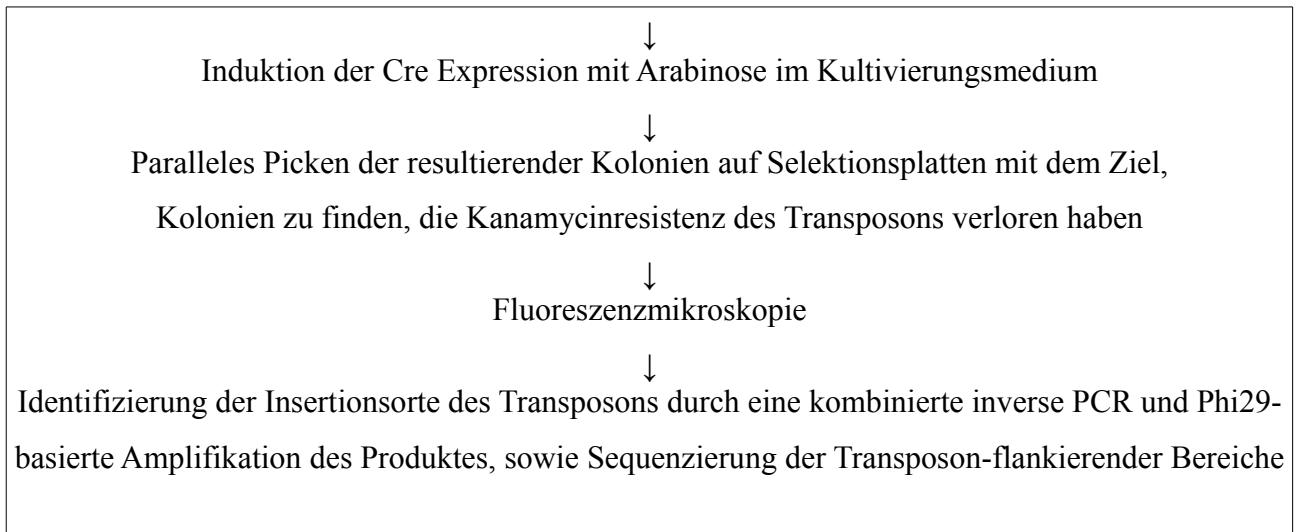 ↓
Induktion der Cre Expression mit Arabinose im Kultivierungsmedium
↓
Paralleles Picken der resultierender Kolonien auf Selektionsplatten mit dem Ziel,
Kolonien zu finden, die Kanamycinresistenz des Transposons verloren haben
↓
Fluoreszenzmikroskopie
↓
Identifizierung der Insertionsorte des Transposons durch eine kombinierte inverse PCR und Phi29-
basierte Amplifikation des Produktes, sowie Sequenzierung der Transposon-flankierender Bereiche